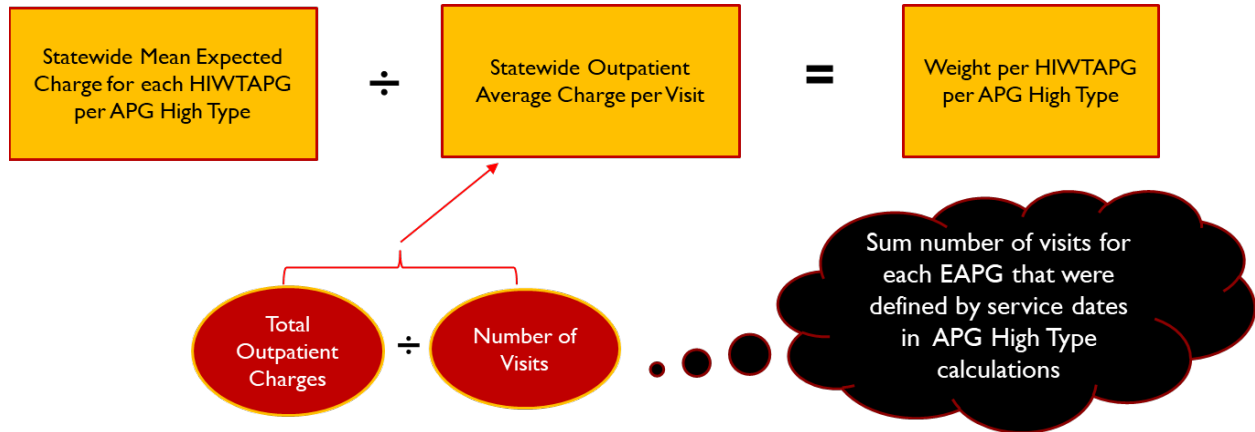 Statewide Mean Expected
Charge for each HIWTAPG
per APG High Type
÷
Statewide Outpatient
Average Charge per Visit
=
Weight per HIWTAPG
per APG High Type
Total
Outpatient
Charges
÷
Number of
Visits
Sum number of visits for
each EAPG that were
defined by service dates
in APG High Type
calculations